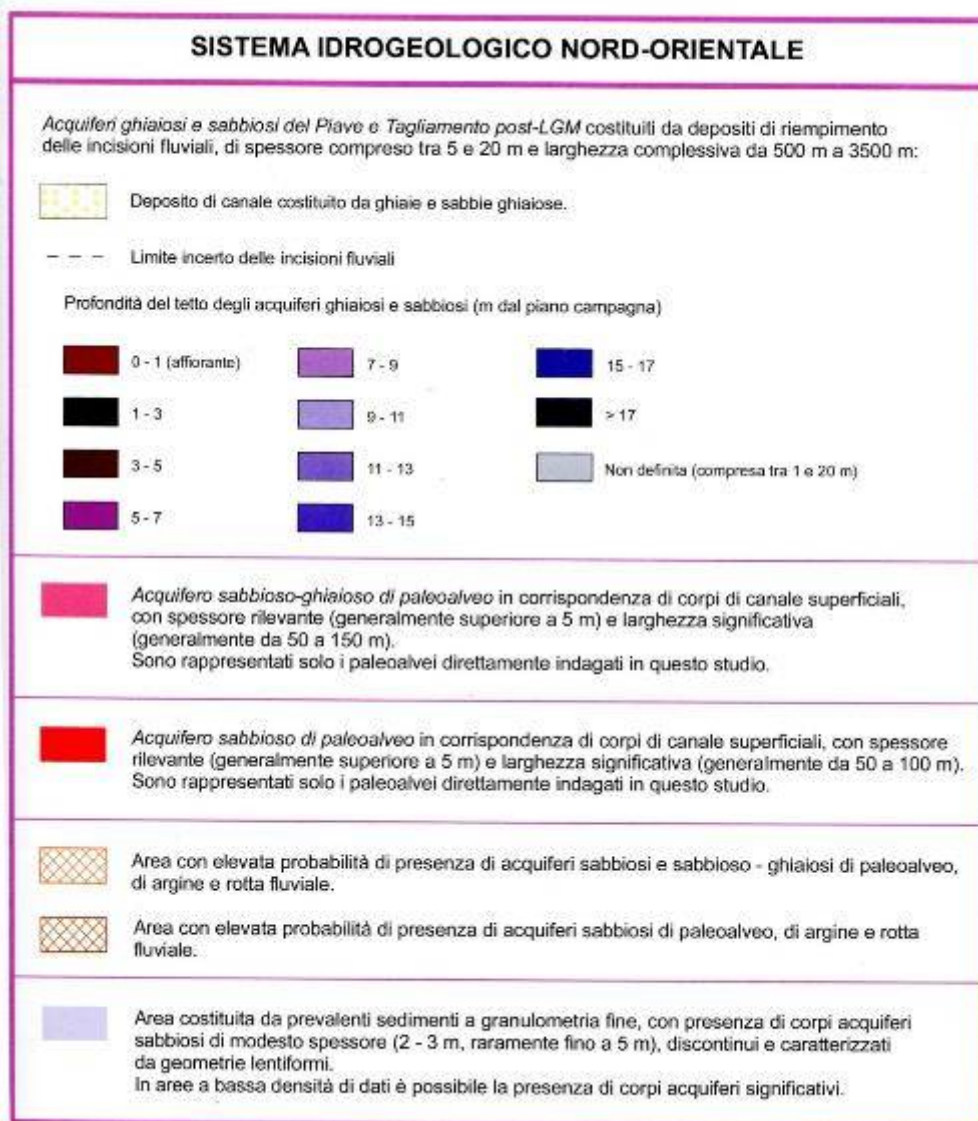 SISTEMA IDROGEOLOGICO NORD-ORIENTALE
Acquiferi ghiaiosi e sabbiosi del Piave e Tagliamento post-LGM costituiti da depositi di riempimento
delle incisioni fluviali, di spessore compreso tra 5 e 20 m e larghezza complessiva da 500 m a 3500 m:
Deposito di canale costituito da ghiaie e sabbie ghiaiose.
Limite incerto delle incisioni fluviali
Profondità del tetto degli acquiferi ghiaiosi e sabbiosi (m dal piano campagna)
0 - 1 (affiorante)
1 - 3
3 - 5
5 - 7
7 - 9
9 - 11
11 - 13
13 - 15
15 - 17
> 17
Non definita (compresa tra 1 e 20 m)
Acquifero sabbioso-ghiaioso di paleoalveo in corrispondenza di corpi di canale superficiali,
con spessore rilevante (generalmente superiore a 5 m) e larghezza significativa
(generalmente da 50 a 150 m).
Sono rappresentati solo i paleoalvei direttamente indagati in questo studio.
Acquifero sabbioso di paleoalveo in corrispondenza di corpi di canale superficiali, con spessore
rilevante (generalmente superiore a 5 m) e larghezza significativa (generalmente da 50 a 100 m).
Sono rappresentati solo i paleoalvei direttamente indagati in questo studio.
Area con elevata probabilità di presenza di acquiferi sabbiosi e sabbioso - ghiaiosi di paleoalveo,
di argine e rotta fluviale.
Area con elevata probabilità di presenza di acquiferi sabbiosi di paleoalveo, di argine e rotta
fluviale.
Area costituita da prevalenti sedimenti a granulometria fine, con presenza di corpi acquiferi
sabbiosi di modesto spessore (2 - 3 m, raramente fino a 5 m), discontinui e caratterizzati
da geometrie lentiformi.
In aree a bassa densità di dati è possibile la presenza di corpi acquiferi significativi.